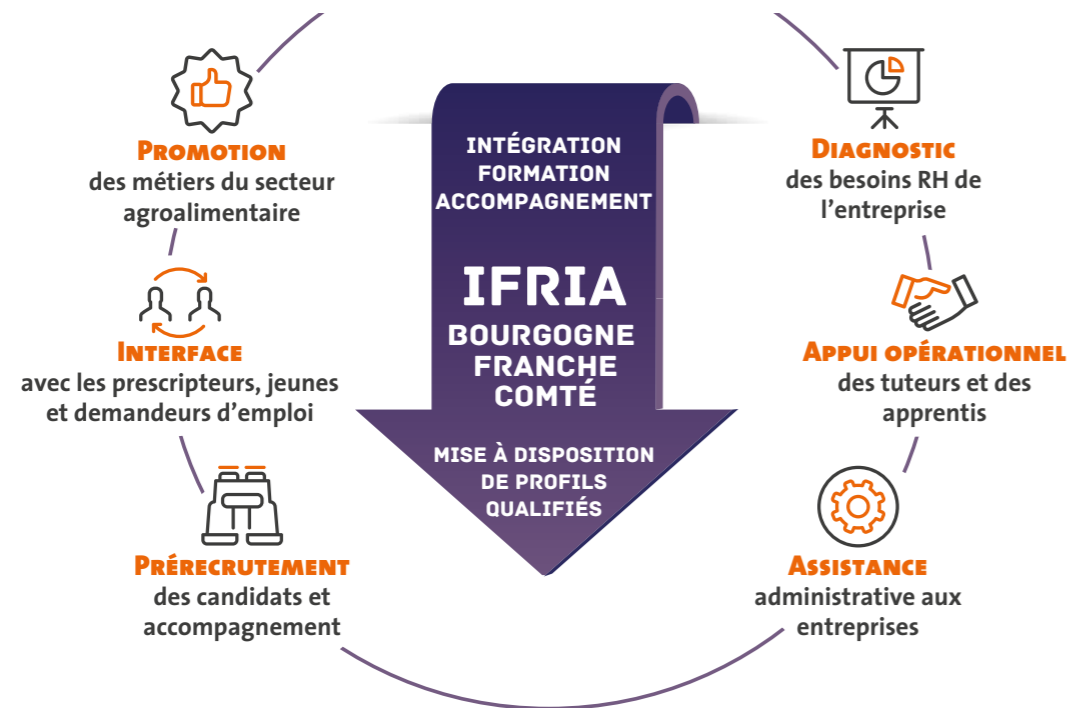 PROMOTION
des métiers du secteur
agroalimentaire
INTERFACE
avec les prescripteurs, jeunes
et demandeurs d'emploi
PRÉRECRUTEMENT
des candidats et
accompagnement
INTÉGRATION
FORMATION
ACCOMPAGNEMENT
IFRIA
BOURGOGNE
FRANCHE
COMTÉ
MISE À DISPOSITION
DE PROFILS
QUALIFIÉS
DIAGNOSTIC
des besoins RH de
l'entreprise
APPUI OPÉRATIONNEL
des tuteurs et des
apprentis
ASSISTANCE
administrative aux
entreprises